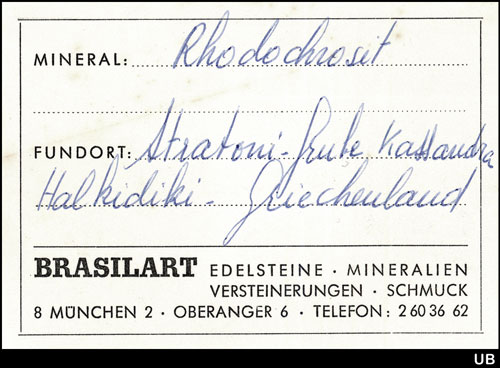 MINERAL: Rhodochrosit
FUNDORT: Stratoni-Grube Kassandra
Halkidiki- Griechenland
BRASILART EDELSTEINE · MINERALIEN
VERSTEINERUNGEN · SCHMUCK
8 MÜNCHEN 2 · OBERANGER 6 · TELEFON: 2 60 36 62
UB